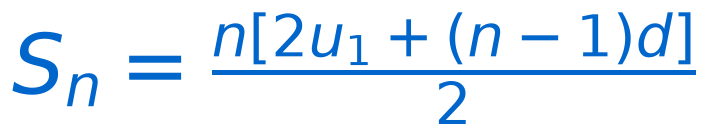 Sₙ = n[2u₁ + (n − 1)d] / 2